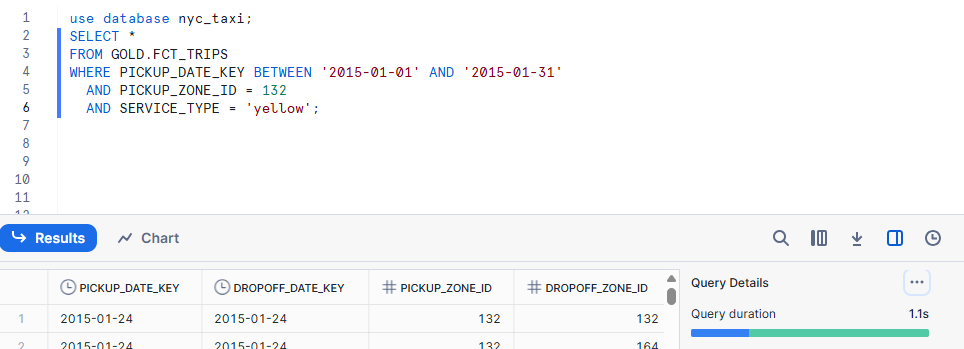 1 use database nyc_taxi;
2 SELECT *
3 FROM GOLD.FCT_TRIPS
4 WHERE PICKUP_DATE_KEY BETWEEN '2015-01-01' AND '2015-01-31'
5 AND PICKUP_ZONE_ID = 132
6 AND SERVICE_TYPE = 'yellow';
7
8
9
10
11
12
Results Chart
PICKUP_DATE_KEY DROPOFF_DATE_KEY PICKUP_ZONE_ID DROPOFF_ZONE_ID Query Details
1 2015-01-24 2015-01-24 132 132 Query duration 1.1s
2 2015-01-24 2015-01-24 132 164